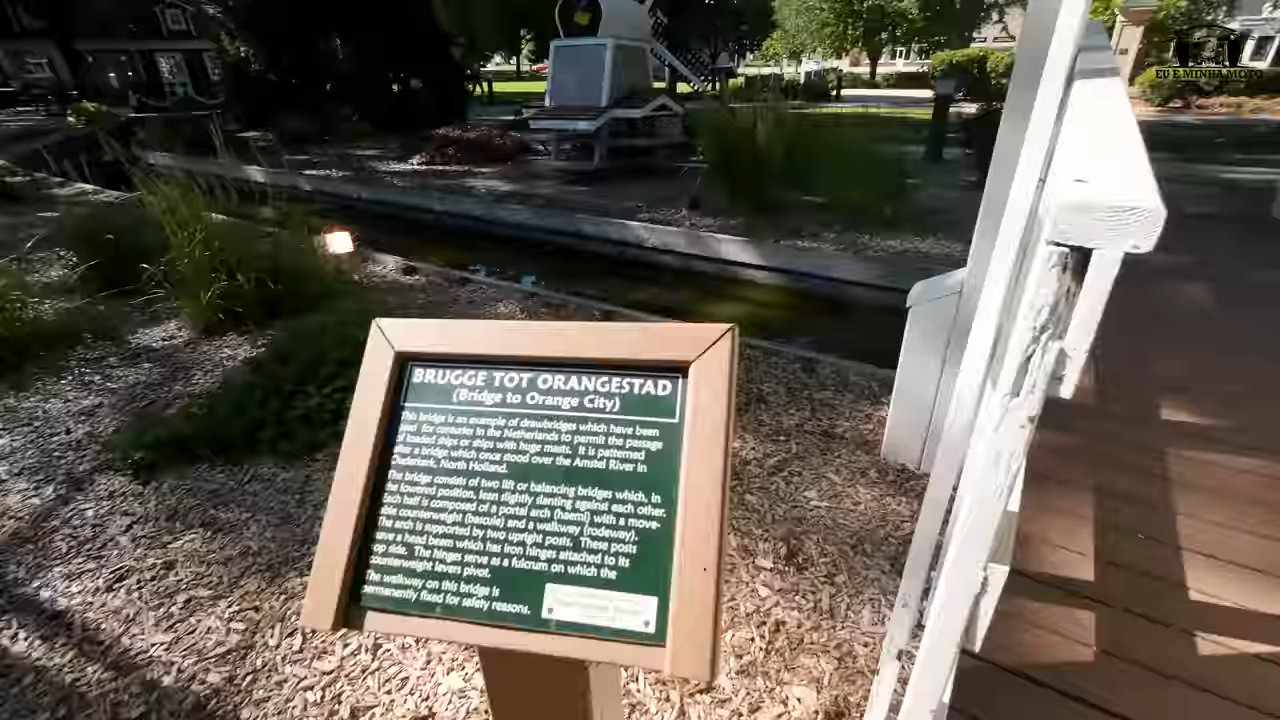 EU E MINHA MOTO
BRUGGE TOT ORANGESTAD
(Bridge to Orange City)
This bridge is an example of drawbridges which have been
used for centuries in the Netherlands to permit the passage
of loaded ships or ships with huge masts. It is patterned
after a bridge which once stood over the Amstel River in
Ouderkerk, North Holland.
The bridge consists of two lift or balancing bridges which, in
the lowered position, lean slightly slanting against each other.
Each half is composed of a portal arch (haemi) with a move-
able counterweight (bascule) and a walkway (rodeway).
The arch is supported by two upright posts. These posts
have a head beam which has iron hinges attached to its
top side. The hinges serve as a fulcrum on which the
counterweight levers pivot.
The walkway on this bridge is
permanently fixed for safety reasons.